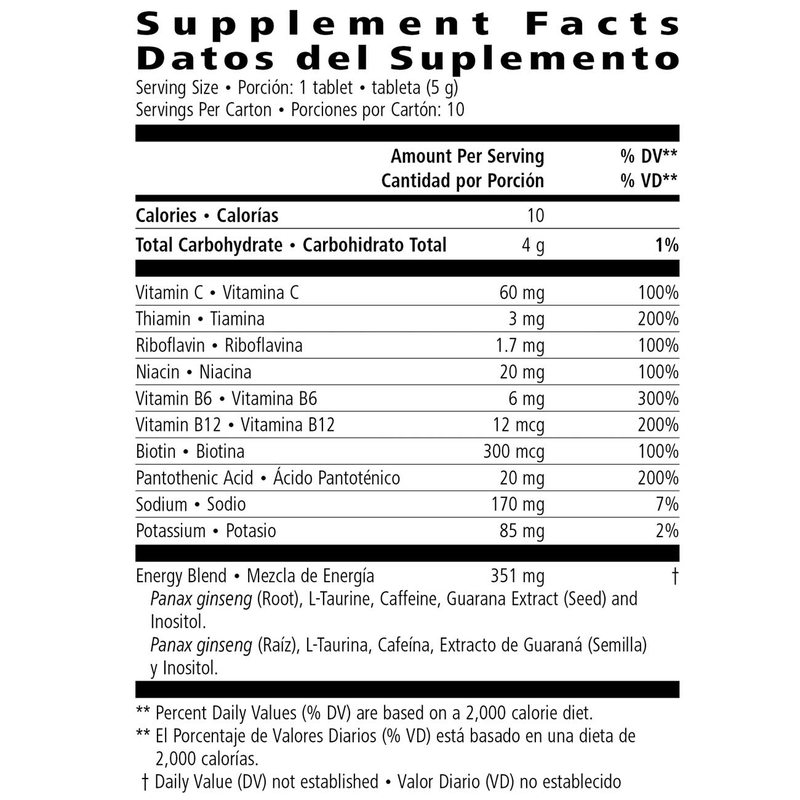 Supplement Facts
Datos del Suplemento
Serving Size • Porción: 1 tablet • tableta (5 g)
Servings Per Carton • Porciones por Cartón: 10
Amount Per Serving % DV**
Cantidad por Porción % VD**
Calories • Calorías 10
Total Carbohydrate • Carbohidrato Total 4 g 1%
Vitamin C • Vitamina C 60 mg 100%
Thiamin • Tiamina 3 mg 200%
Riboflavin • Riboflavina 1.7 mg 100%
Niacin • Niacina 20 mg 100%
Vitamin B6 • Vitamina B6 6 mg 300%
Vitamin B12 • Vitamina B12 12 mcg 200%
Biotin • Biotina 300 mcg 100%
Pantothenic Acid • Ácido Pantoténico 20 mg 200%
Sodium • Sodio 170 mg 7%
Potassium • Potasio 85 mg 2%
Energy Blend • Mezcla de Energía 351 mg †
Panax ginseng (Root), L-Taurine, Caffeine, Guarana Extract (Seed) and
Inositol.
Panax ginseng (Raíz), L-Taurina, Cafeína, Extracto de Guaraná (Semilla)
y Inositol.
** Percent Daily Values (% DV) are based on a 2,000 calorie diet.
** El Porcentaje de Valores Diarios (% VD) está basado en una dieta de
2,000 calorías.
† Daily Value (DV) not established • Valor Diario (VD) no establecido